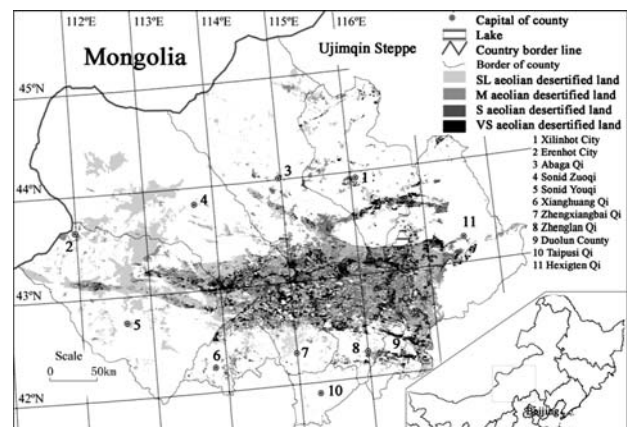 112°E
113°E
114°E
115°E
116°E
Mongolia
Ujimqin Steppe
45°N
44°N
43°N
42°N
Capital of county
Lake
Country border line
Border of county
SL aeolian desertified land
M aeolian desertified land
S aeolian desertified land
VS aeolian desertified land
1 Xilinhot City
2 Erenhot City
3 Abaga Qi
4 Sonid Zuoqi
5 Sonid Youqi
6 Xianghuang Qi
7 Zhengxiangbai Qi
8 Zhenglan Qi
9 Duolun County
10 Taipusi Qi
11 Hexigten Qi
3
1
4
11
2
5
6
7
8
9
10
Scale
0 50km
Beijing